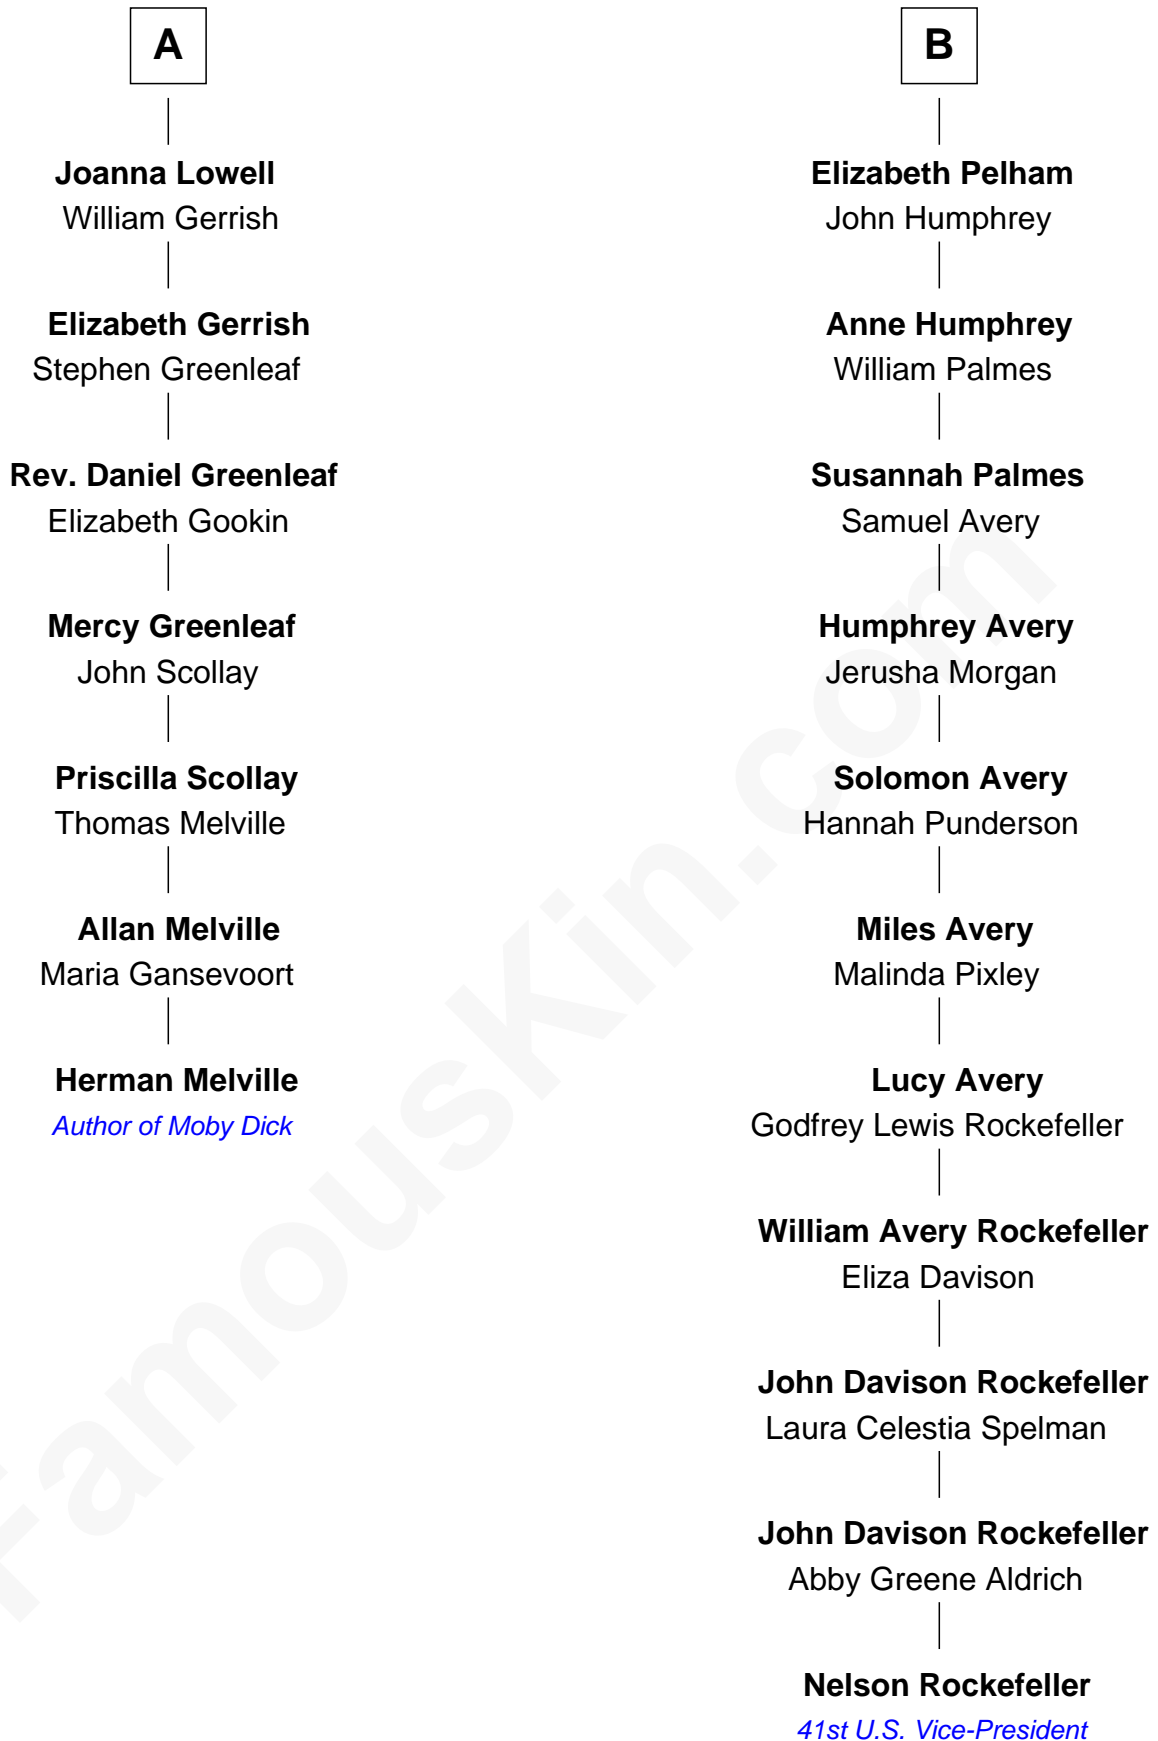 A
Joanna Lowell
William Gerrish
Elizabeth Gerrish
Stephen Greenleaf
Rev. Daniel Greenleaf
Elizabeth Gookin
Mercy Greenleaf
John Scollay
Priscilla Scollay
Thomas Melville
Allan Melville
Maria Gansevoort
Herman Melville
Author of Moby Dick
B
Elizabeth Pelham
John Humphrey
Anne Humphrey
William Palmes
Susannah Palmes
Samuel Avery
Humphrey Avery
Jerusha Morgan
Solomon Avery
Hannah Punderson
Miles Avery
Malinda Pixley
Lucy Avery
Godfrey Lewis Rockefeller
William Avery Rockefeller
Eliza Davison
John Davison Rockefeller
Laura Celestia Spelman
John Davison Rockefeller
Abby Greene Aldrich
Nelson Rockefeller
41st U.S. Vice-President
FamousKin.com